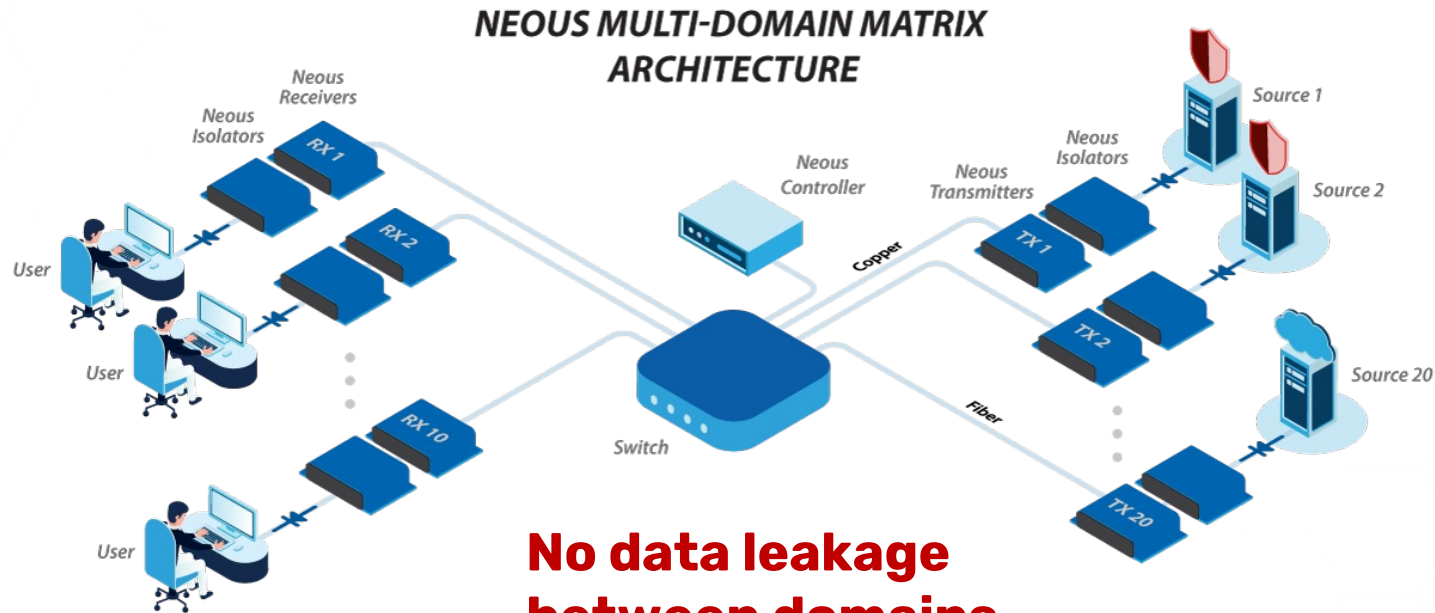 NEOUS MULTI-DOMAIN MATRIX
ARCHITECTURE
Neous
Receivers
Neous
Isolators
RX 1
RX 2
RX 10
User
User
User
Neous
Controller
Switch
Copper
Fiber
Neous
Transmitters
Neous
Isolators
TX 1
TX 2
TX 20
Source 1
Source 2
Source 20
No data leakage
between domains